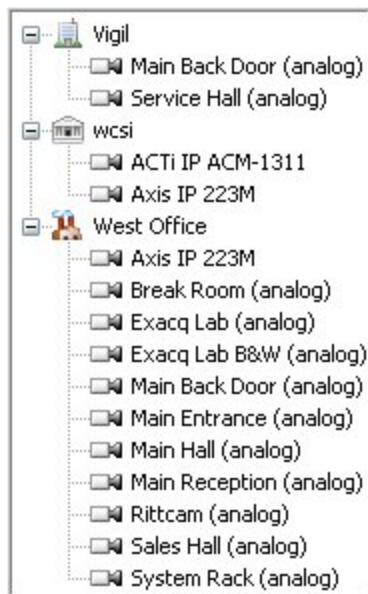 Vigil
Main Back Door (analog)
Service Hall (analog)
wcsi
ACTi IP ACM-1311
Axis IP 223M
West Office
Axis IP 223M
Break Room (analog)
Exacq Lab (analog)
Exacq Lab B&W (analog)
Main Back Door (analog)
Main Entrance (analog)
Main Hall (analog)
Main Reception (analog)
Rittcam (analog)
Sales Hall (analog)
System Rack (analog)